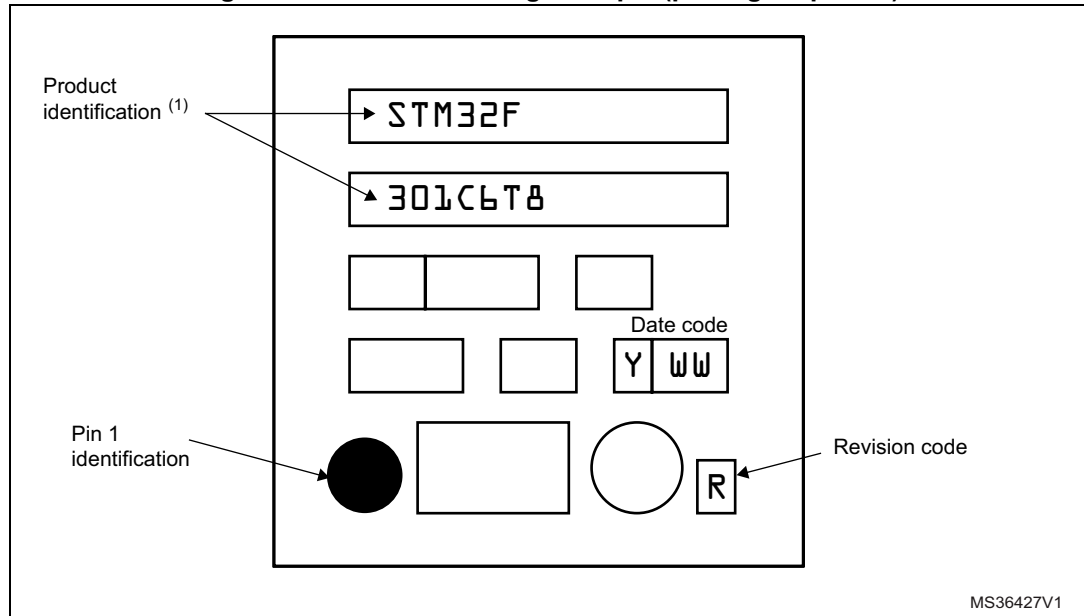 Product
identification (1)
STM32F
301C6T8
Date code
Y WW
Pin 1
identification
Revision code
R
MS36427V1